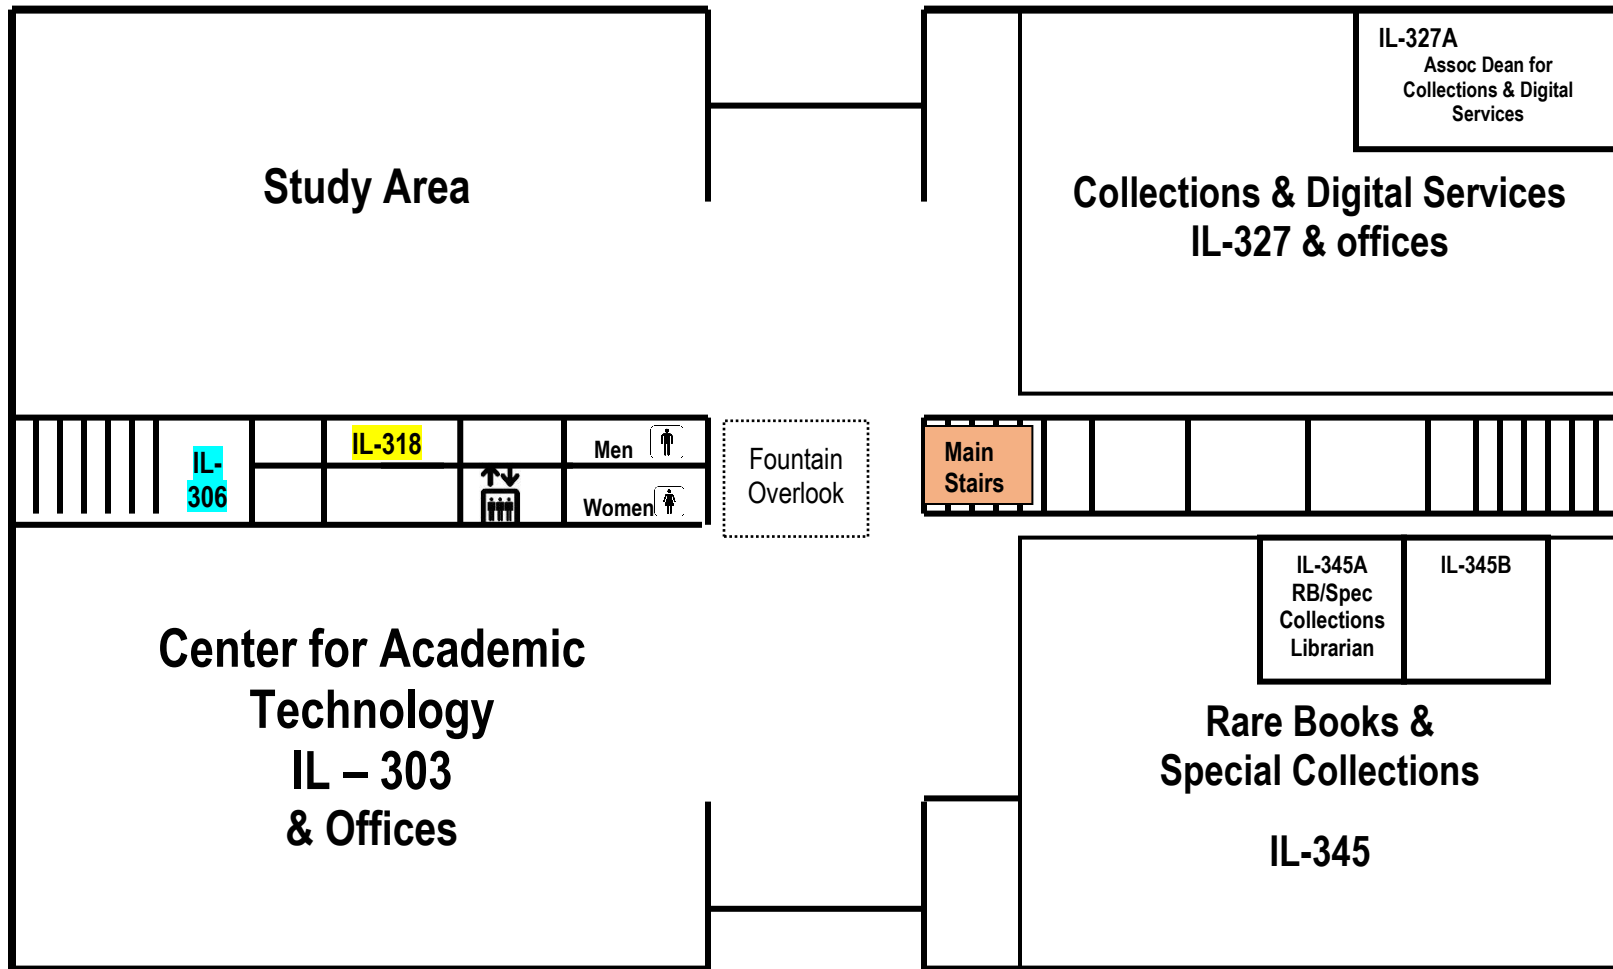 Study Area
IL-327A
Assoc Dean for
Collections & Digital
Services
Collections & Digital Services
IL-327 & offices
IL-
306
IL-318
Men
Women
Fountain
Overlook
Main
Stairs
Center for Academic
Technology
IL – 303
& Offices
IL-345A
RB/Spec
Collections
Librarian
IL-345B
Rare Books &
Special Collections
IL-345